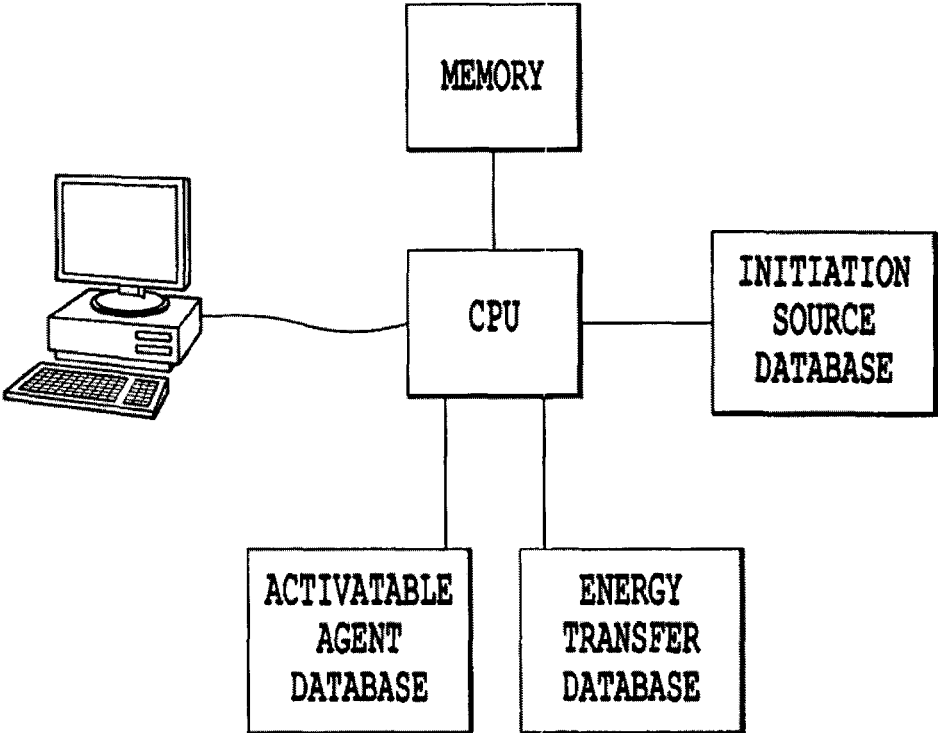 MEMORY
CPU
INITIATION
SOURCE
DATABASE
ACTIVATABLE
AGENT
DATABASE
ENERGY
TRANSFER
DATABASE